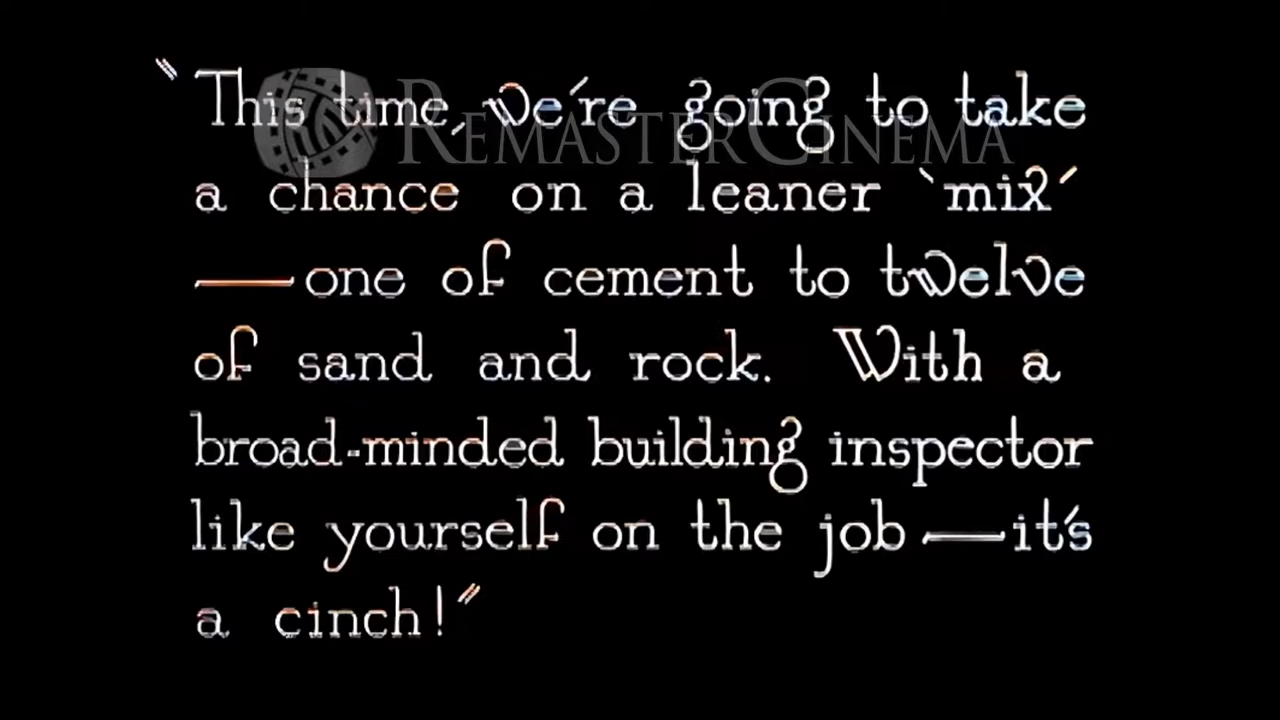 "This time, we're going to take
REMASTERCINEMA
a chance on a leaner 'mix'
—one of cement to twelve
of sand and rock. With a
broad-minded building inspector
like yourself on the job—it's
a cinch!"